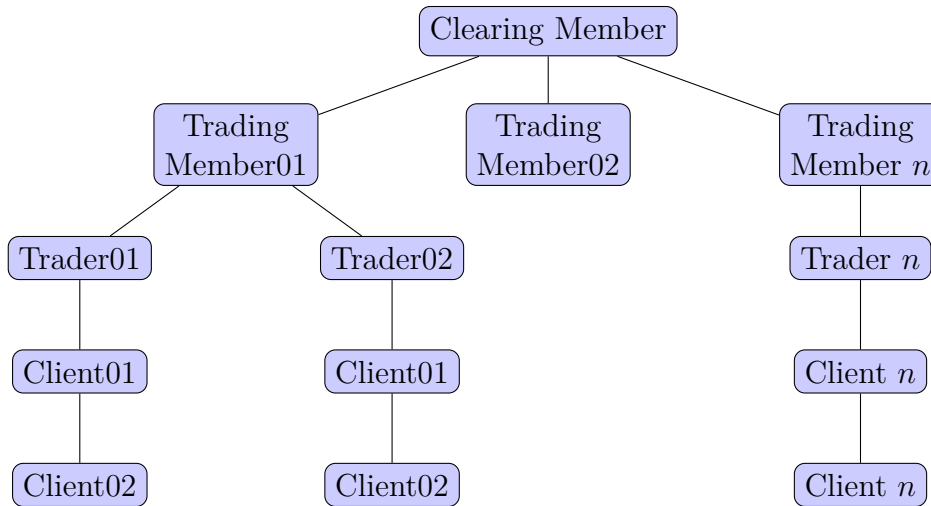 Clearing Member
Trading
Member01
Trading
Member02
Trading
Member n
Trader01
Trader02
Trader n
Client01
Client01
Client n
Client02
Client02
Client n